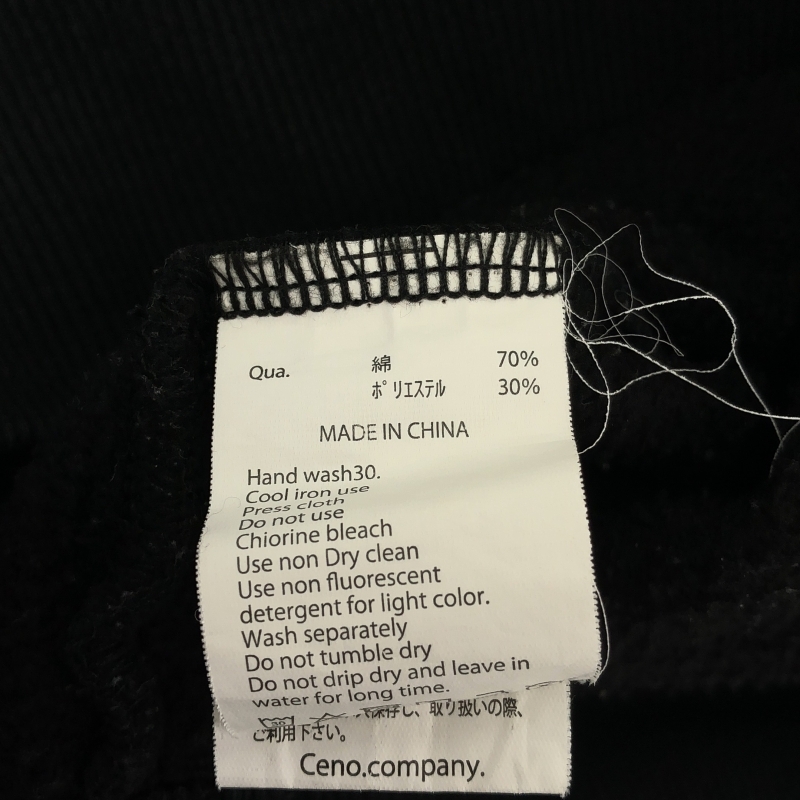 Qua. 綿 70%
ﾎﾟﾘｴｽﾃﾙ 30%
MADE IN CHINA
Hand wash30.
Cool iron use
Press cloth
Do not use
Chiorine bleach
Use non Dry clean
Use non fluorescent
detergent for light color.
Wash separately
Do not tumble dry
Do not drip dry and leave in
water for long time.
保存し、取り扱いの際、
ご利用下さい。
Ceno.company.